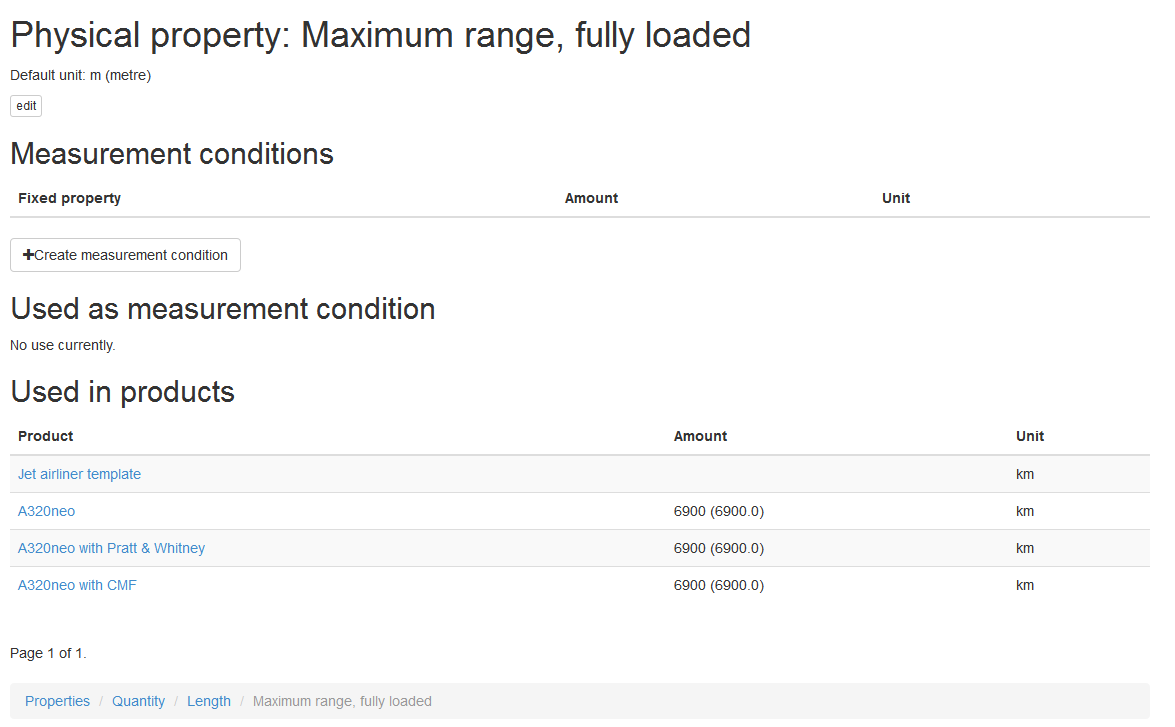 Physical property: Maximum range, fully loaded
Default unit: m (metre)
edit
Measurement conditions
Fixed property Amount Unit
Create measurement condition
Used as measurement condition
No use currently.
Used in products
Product Amount Unit
Jet airliner template km
A320neo 6900 (6900.0) km
A320neo with Pratt & Whitney 6900 (6900.0) km
A320neo with CMF 6900 (6900.0) km
Page 1 of 1.
Properties / Quantity / Length / Maximum range, fully loaded